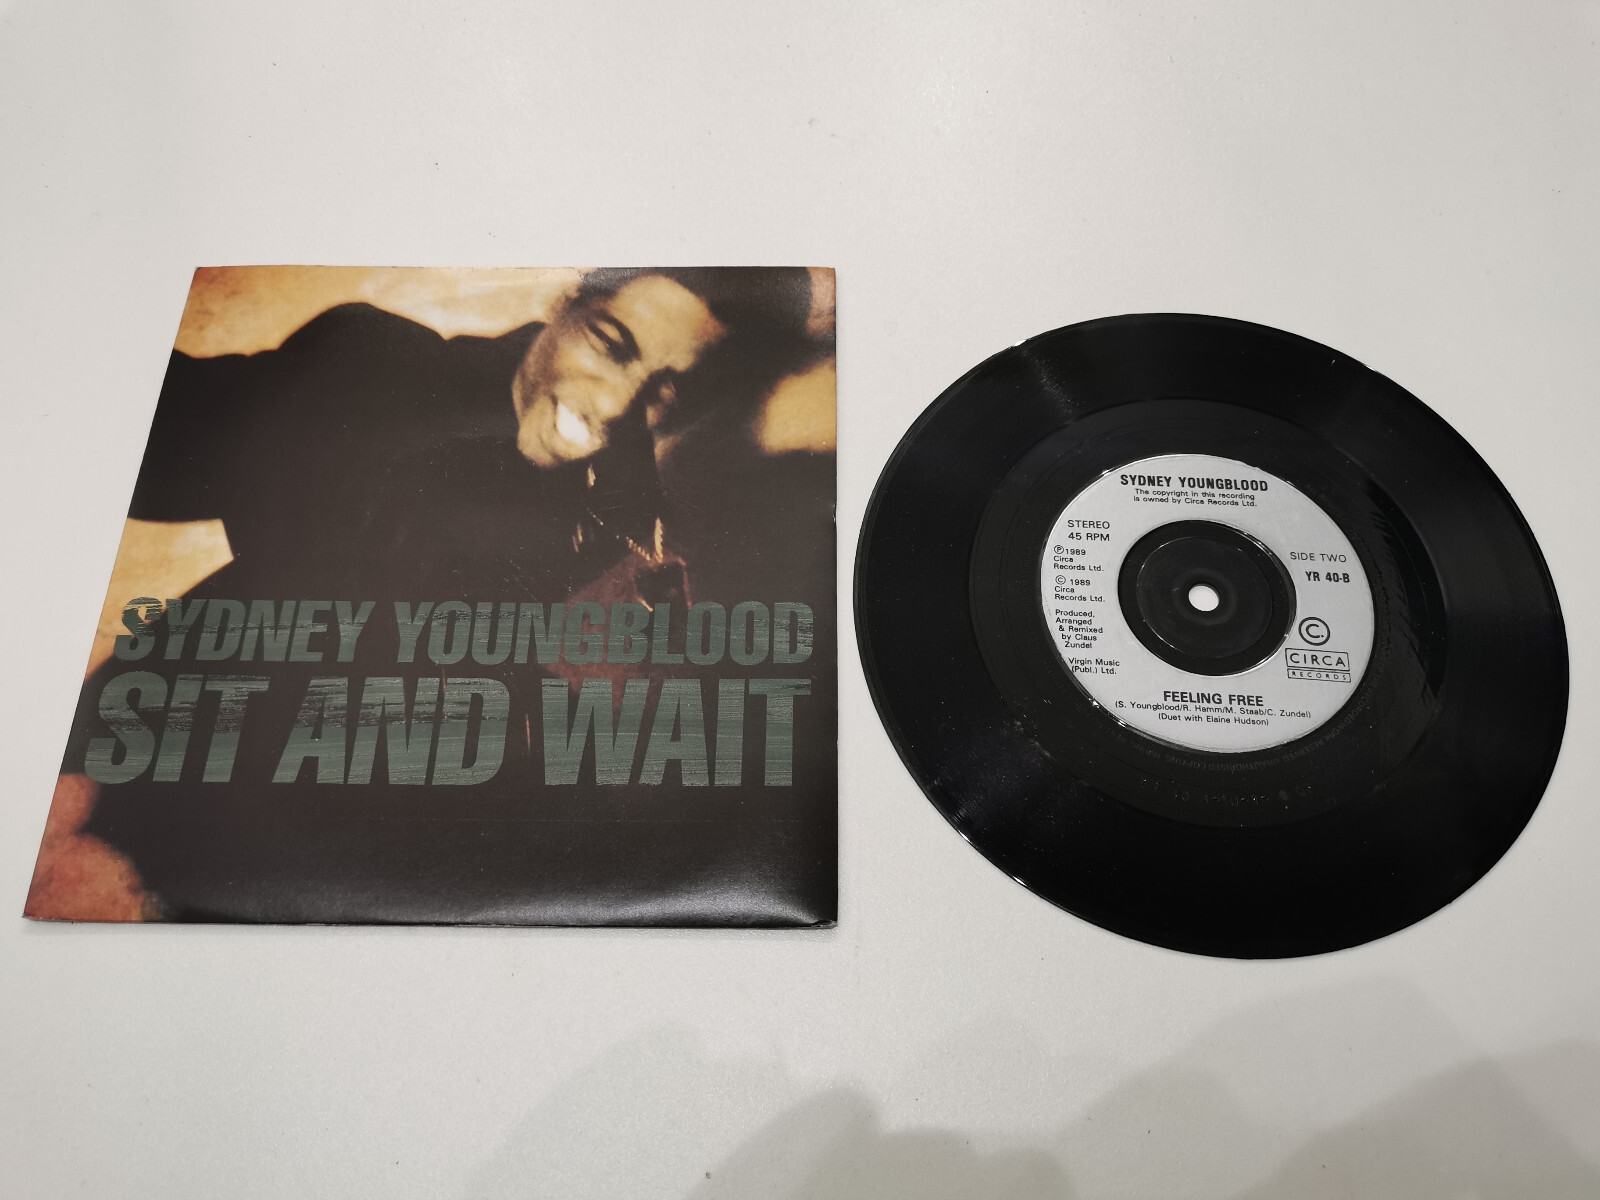 SYDNEY YOUNGBLOOD
SIT AND WAIT
SYDNEY YOUNGBLOOD
The copyright in this recording
is owned by Circa Records Ltd.
STEREO
45 RPM
Ⓟ1989
Circa
Records Ltd.
© 1989
Circa
Records Ltd.
Produced,
Arranged
& Remixed
by Claus
Zundel
Virgin Music
(Publ.) Ltd.
SIDE TWO
YR 40-B
C.
CIRCA
RECORDS
FEELING FREE
(S. Youngblood/R. Hamm/M. Staab/C. Zundel)
(Duet with Elaine Hudson)